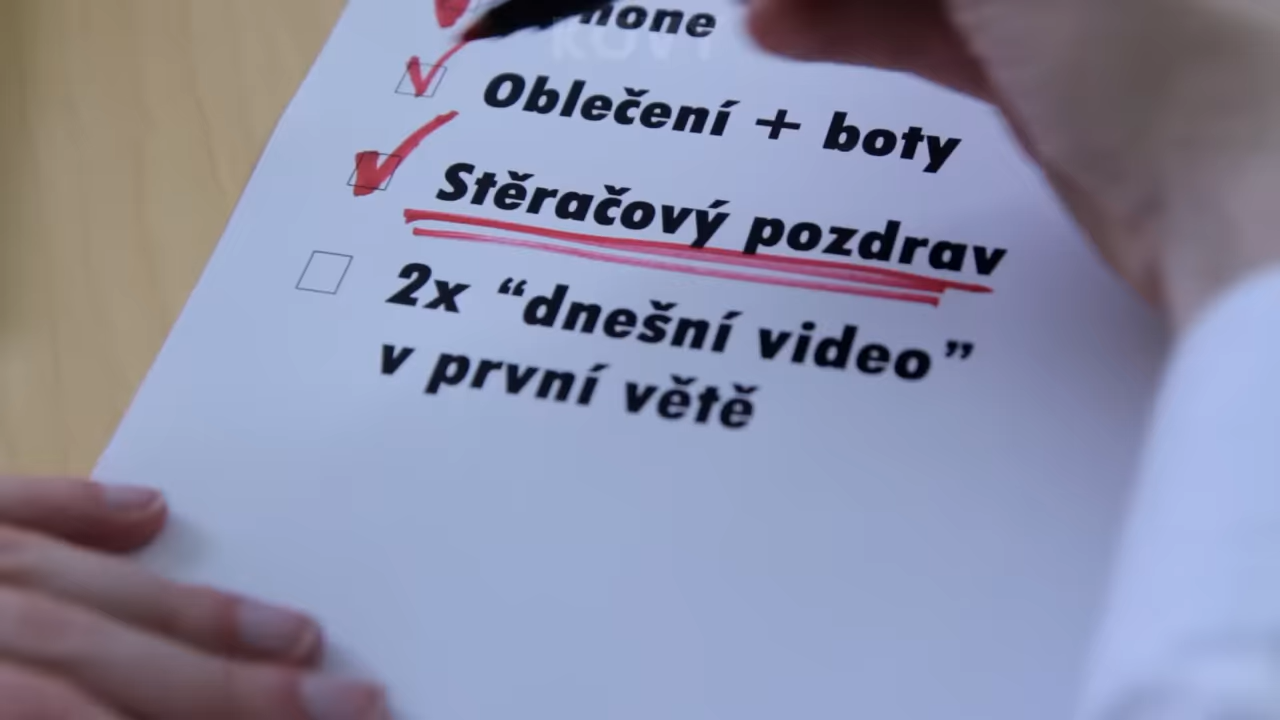 Oblečení + boty
Stěračový pozdrav
2x “dnešní video”
v první větě